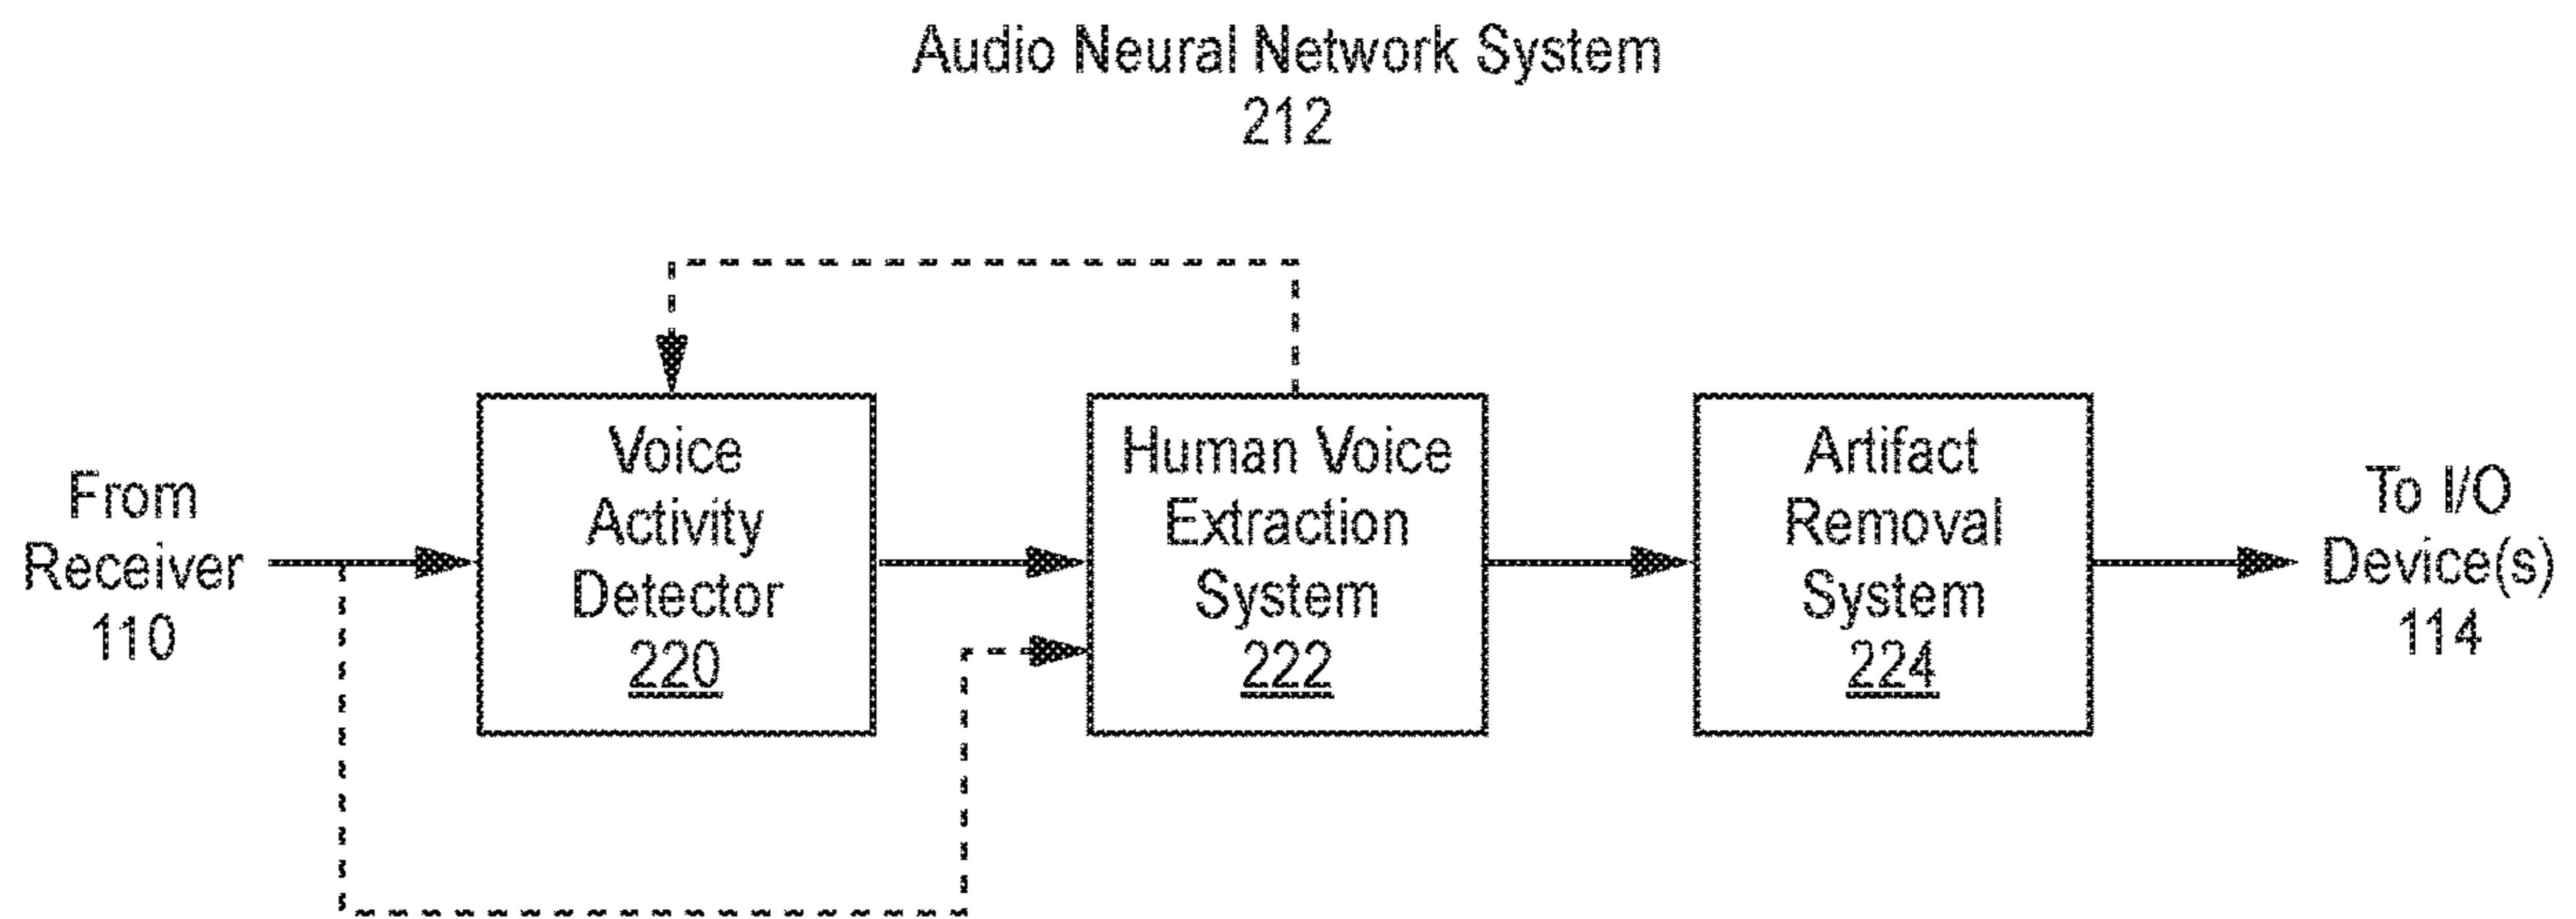 Audio Neural Network System
212
From
Receiver
110
Voice
Activity
Detector
220
Human Voice
Extraction
System
222
Artifact
Removal
System
224
To I/O
Device(s)
114